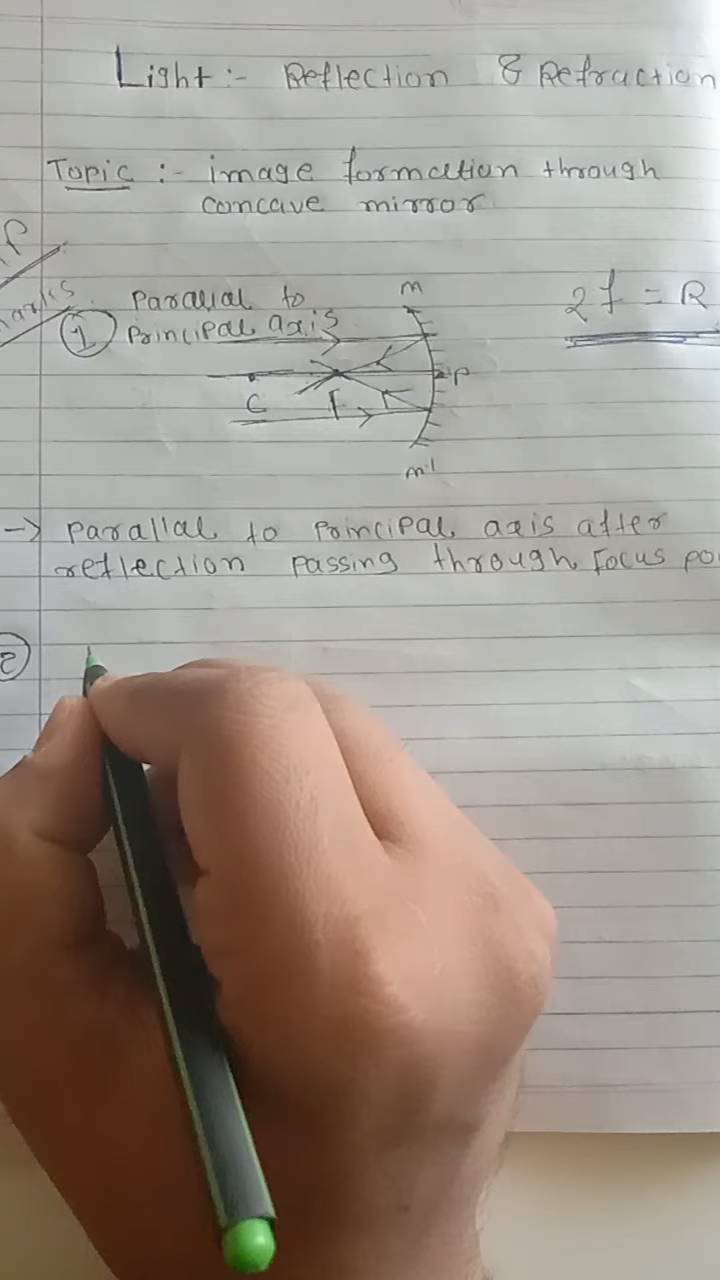 Light :- Reflection & Refraction
Topic :- image formation through
concave mirror
2f = R
① Parallal to
Principal axis
M
P
C
F
M'
→ Parallal to Principal axis after
reflection passing through Focus
②